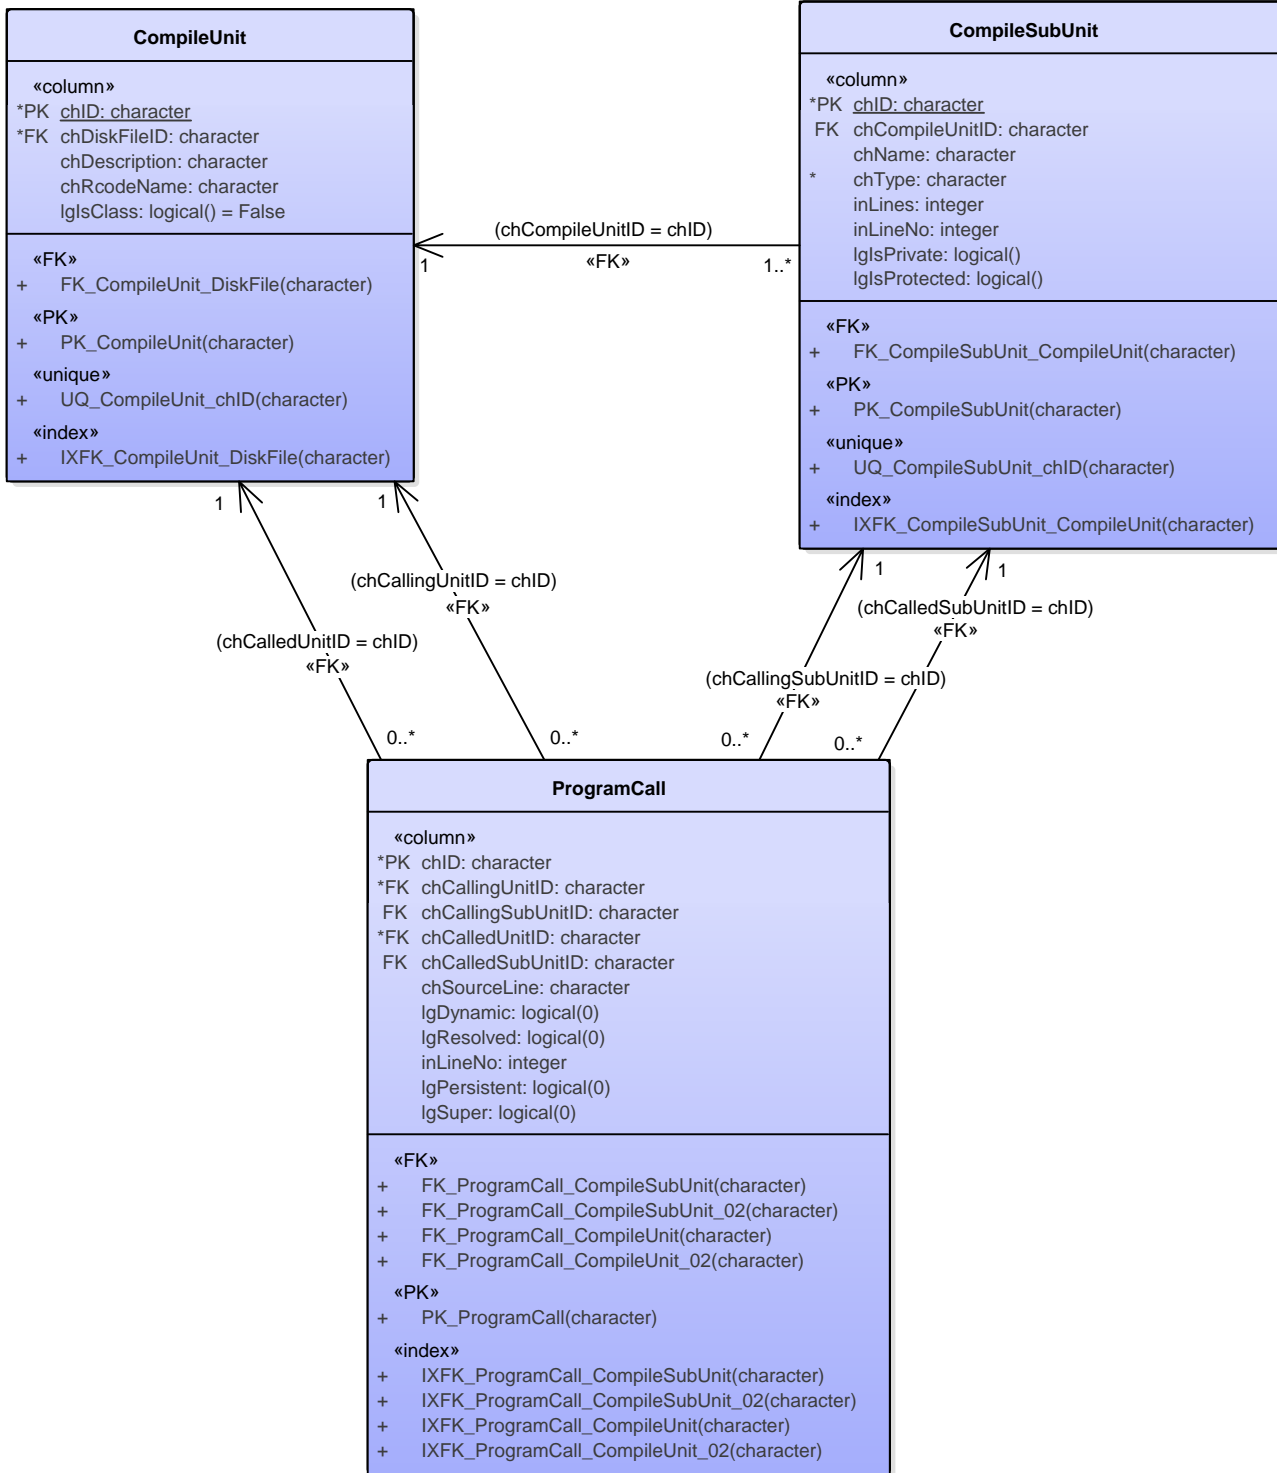 CompileUnit
«column»
*PK chID: character
*FK chDiskFileID: character
chDescription: character
chRcodeName: character
lgIsClass: logical() = False
«FK»
+ FK_CompileUnit_DiskFile(character)
«PK»
+ PK_CompileUnit(character)
«unique»
+ UQ_CompileUnit_chID(character)
«index»
+ IXFK_CompileUnit_DiskFile(character)
CompileSubUnit
«column»
*PK chID: character
FK chCompileUnitID: character
chName: character
* chType: character
inLines: integer
inLineNo: integer
lgIsPrivate: logical()
lgIsProtected: logical()
«FK»
+ FK_CompileSubUnit_CompileUnit(character)
«PK»
+ PK_CompileSubUnit(character)
«unique»
+ UQ_CompileSubUnit_chID(character)
«index»
+ IXFK_CompileSubUnit_CompileUnit(character)
(chCompileUnitID = chID)
1 «FK» 1..*
1
1
1
1
(chCallingUnitID = chID)
«FK»
(chCalledUnitID = chID)
«FK»
(chCalledSubUnitID = chID)
«FK»
(chCallingSubUnitID = chID)
«FK»
0..*
0..*
0..*
0..*
ProgramCall
«column»
*PK chID: character
*FK chCallingUnitID: character
FK chCallingSubUnitID: character
*FK chCalledUnitID: character
FK chCalledSubUnitID: character
chSourceLine: character
lgDynamic: logical(0)
lgResolved: logical(0)
inLineNo: integer
lgPersistent: logical(0)
lgSuper: logical(0)
«FK»
+ FK_ProgramCall_CompileSubUnit(character)
+ FK_ProgramCall_CompileSubUnit_02(character)
+ FK_ProgramCall_CompileUnit(character)
+ FK_ProgramCall_CompileUnit_02(character)
«PK»
+ PK_ProgramCall(character)
«index»
+ IXFK_ProgramCall_CompileSubUnit(character)
+ IXFK_ProgramCall_CompileSubUnit_02(character)
+ IXFK_ProgramCall_CompileUnit(character)
+ IXFK_ProgramCall_CompileUnit_02(character)